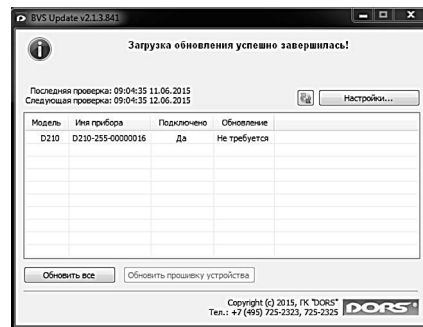 BVS Update v2.1.3.841
Загрузка обновления успешно завершилась!
Последняя проверка: 09:04:35 11.06.2015
Следующая проверка: 09:04:35 12.06.2015
Настройки...
Модель Имя прибора Подключено Обновление
D210 D210-255-00000016 Да Не требуется
Обновить все Обновить прошивку устройства
Copyright (c) 2015, ГК "DORS"
Тел.: +7 (495) 725-2323, 725-2325
DORS